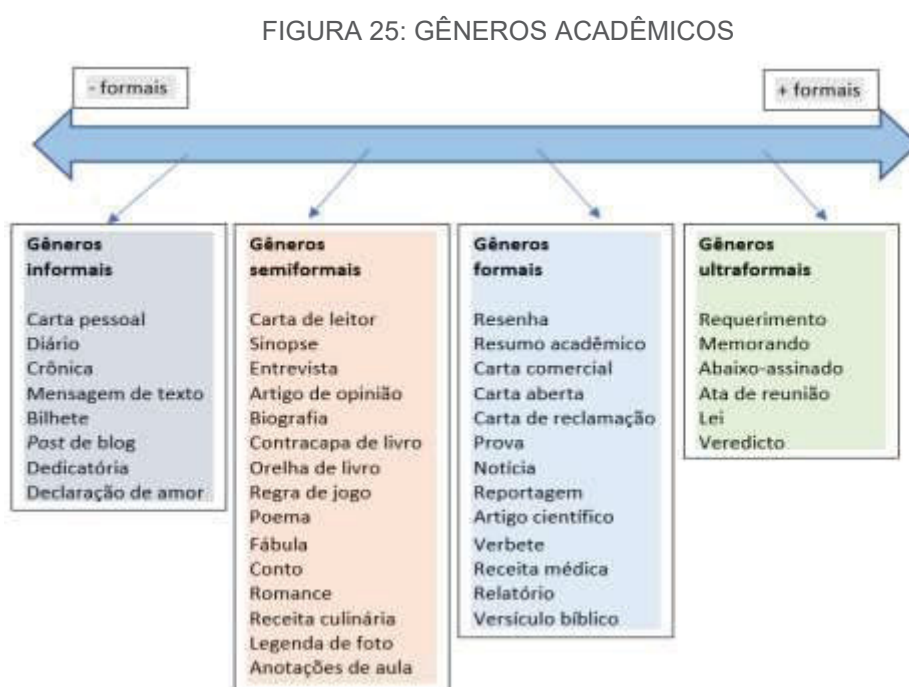 FIGURA 25: GÊNEROS ACADÊMICOS
- formais
+ formais
Gêneros
informais
Carta pessoal
Diário
Crônica
Mensagem de texto
Bilhete
Post de blog
Dedicatória
Declaração de amor
Gêneros
semiformais
Carta de leitor
Sinopse
Entrevista
Artigo de opinião
Biografia
Contracapa de livro
Orelha de livro
Regra de jogo
Poema
Fábula
Conto
Romance
Receita culinária
Legenda de foto
Anotações de aula
Gêneros
formais
Resenha
Resumo acadêmico
Carta comercial
Carta aberta
Carta de reclamação
Prova
Notícia
Reportagem
Artigo científico
Verbete
Receita médica
Relatório
Versículo bíblico
Gêneros
ultraformais
Requerimento
Memorando
Abaixo-assinado
Ata de reunião
Lei
Veredicto